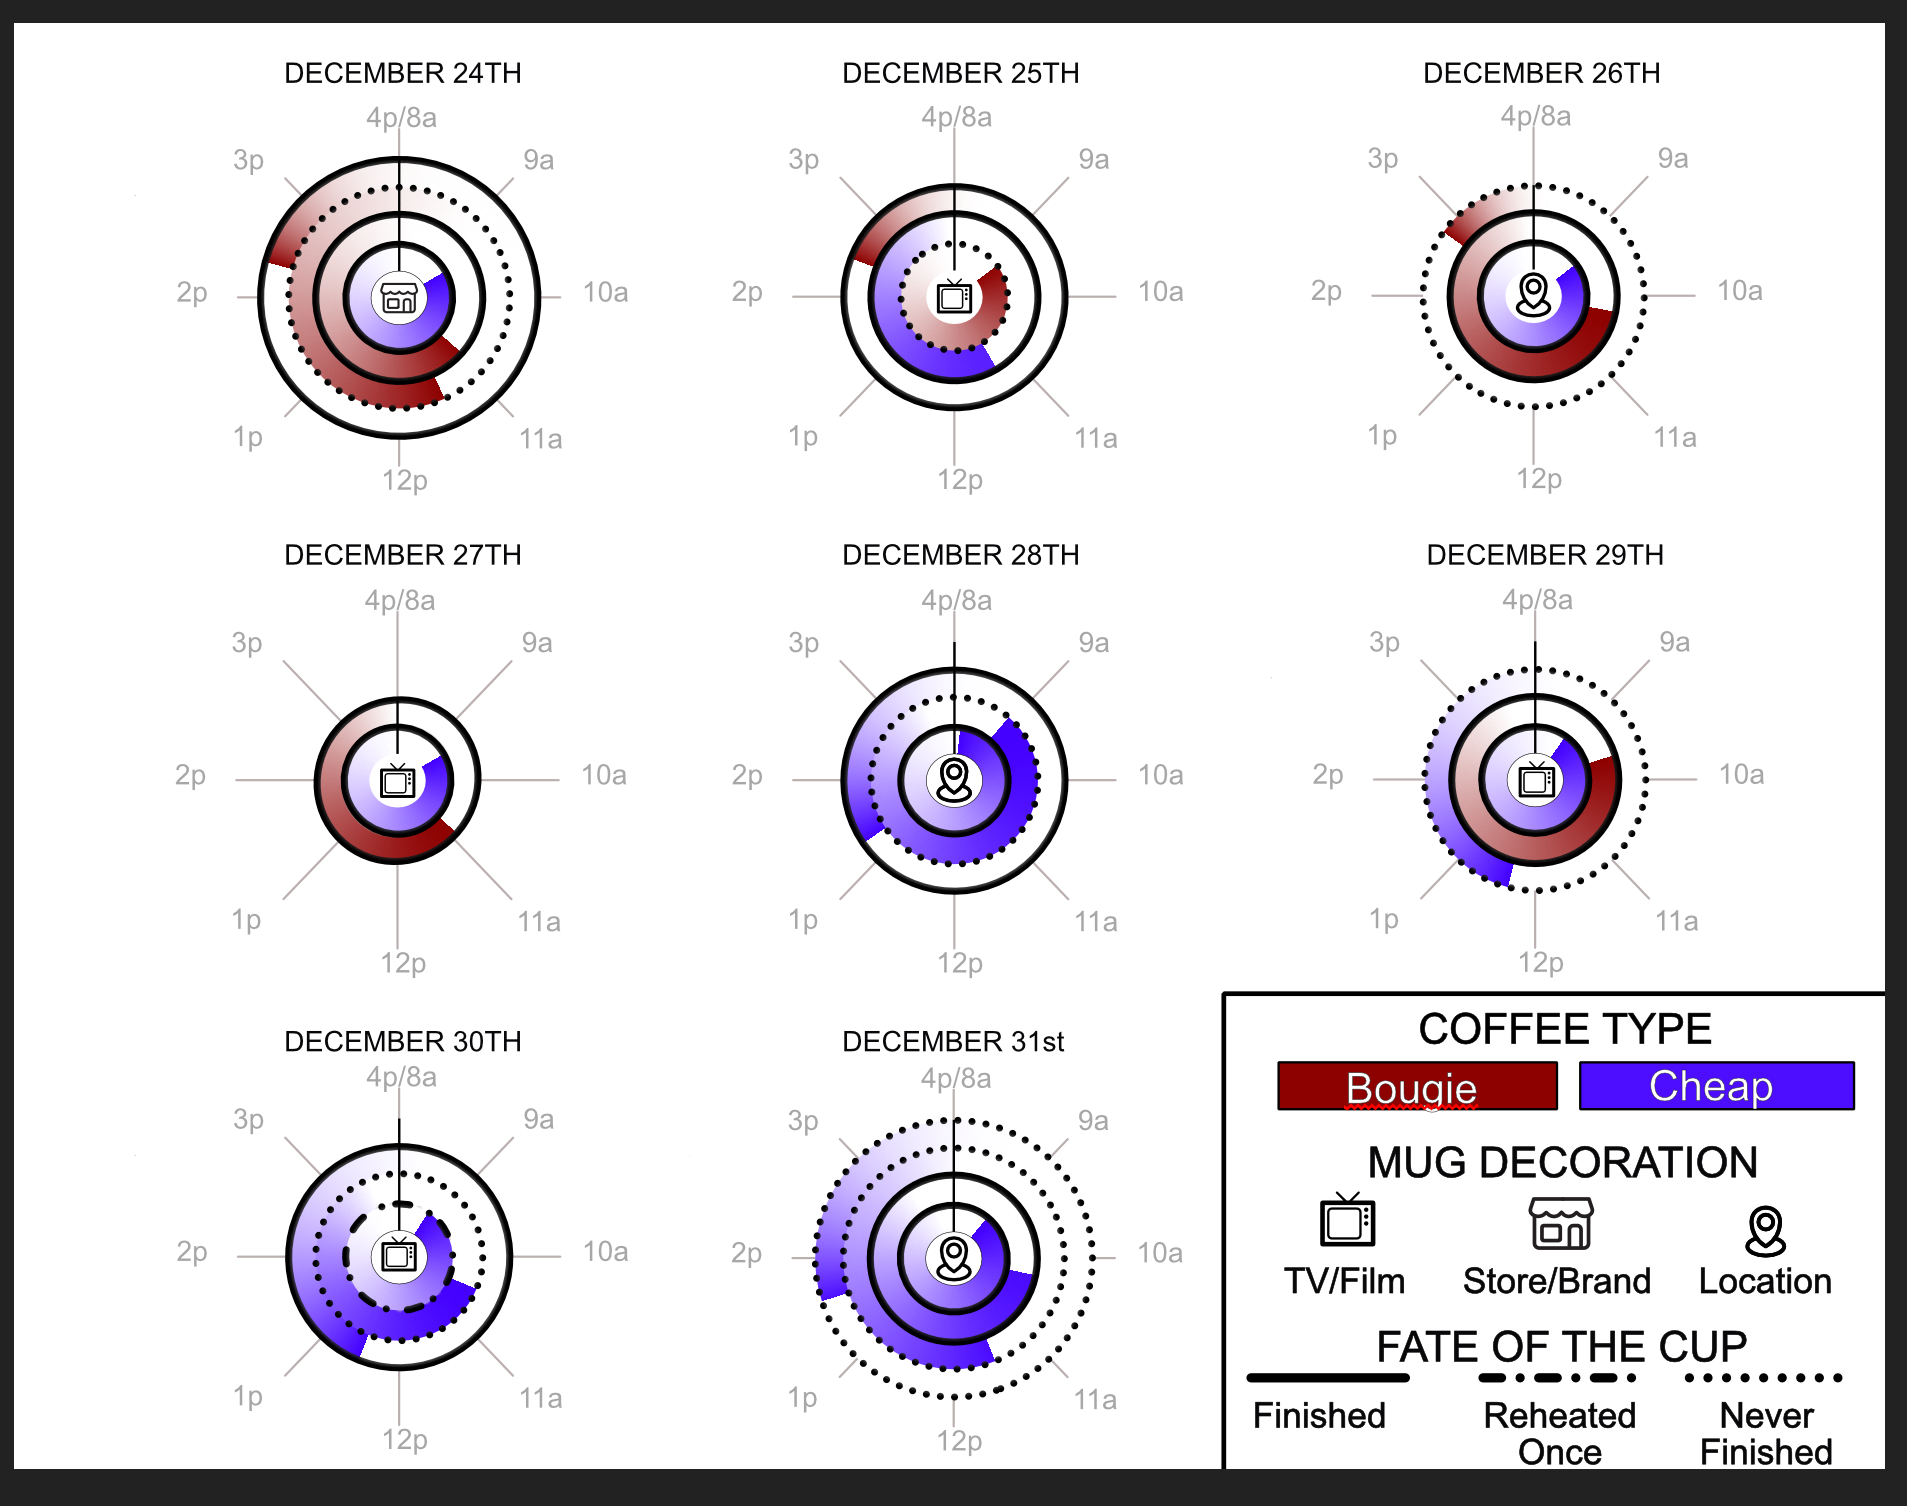 DECEMBER 24TH
4p/8a
3p
9a
2p
10a
1p
11a
12p
DECEMBER 25TH
4p/8a
3p
9a
2p
10a
1p
11a
12p
DECEMBER 26TH
4p/8a
3p
9a
2p
10a
1p
11a
12p
DECEMBER 27TH
4p/8a
3p
9a
2p
10a
1p
11a
12p
DECEMBER 28TH
4p/8a
3p
9a
2p
10a
1p
11a
12p
DECEMBER 29TH
4p/8a
3p
9a
2p
10a
1p
11a
12p
DECEMBER 30TH
4p/8a
3p
9a
2p
10a
1p
11a
12p
DECEMBER 31st
4p/8a
3p
9a
2p
10a
1p
11a
12p
COFFEE TYPE
Bougie
Cheap
MUG DECORATION
TV/Film
Store/Brand
Location
FATE OF THE CUP
Finished
Reheated
Once
Never
Finished